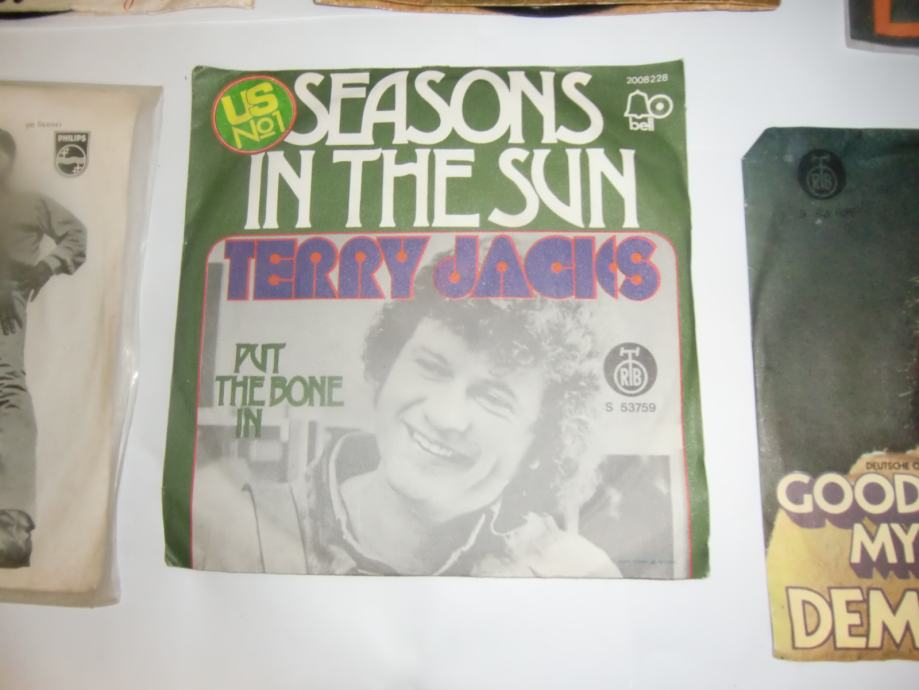 PHILIPS
US
No1
SEASONS
IN THE SUN
2008228
bell
TERRY JACKS
PUT
THE BONE
IN
RTB
S 53759
RTB
DEUTSCHE
GOOD
MY
DEM